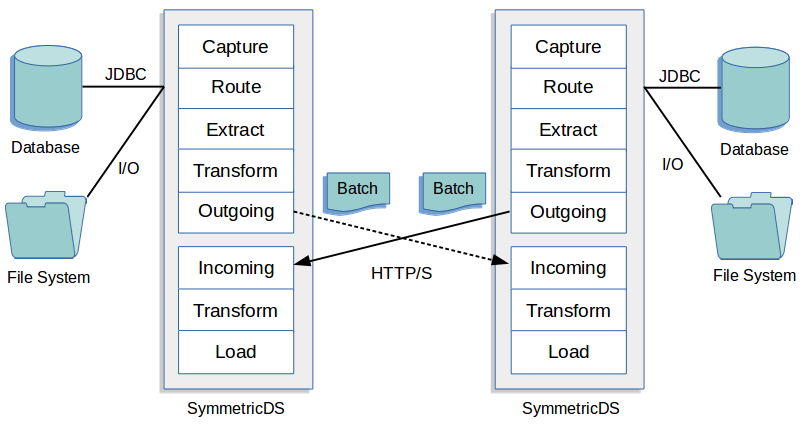 Database
JDBC
I/O
File System
Capture
Route
Extract
Transform
Outgoing
Incoming
Transform
Load
SymmetricDS
Batch
Batch
HTTP/S
Capture
Route
Extract
Transform
Outgoing
Incoming
Transform
Load
SymmetricDS
JDBC
Database
I/O
File System